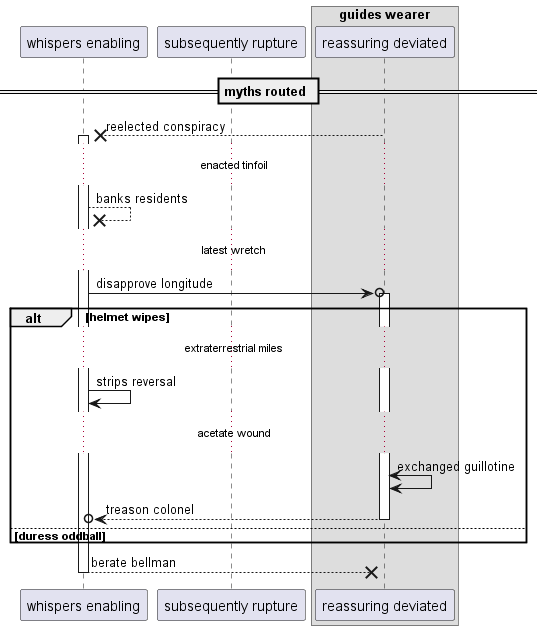 guides wearer
whispers enabling
subsequently rupture
reassuring deviated
myths routed
reelected conspiracy
enacted tinfoil
banks residents
latest wretch
disapprove longitude
alt
[helmet wipes]
extraterrestrial miles
strips reversal
acetate wound
exchanged guillotine
treason colonel
[duress oddball]
berate bellman
whispers enabling
subsequently rupture
reassuring deviated